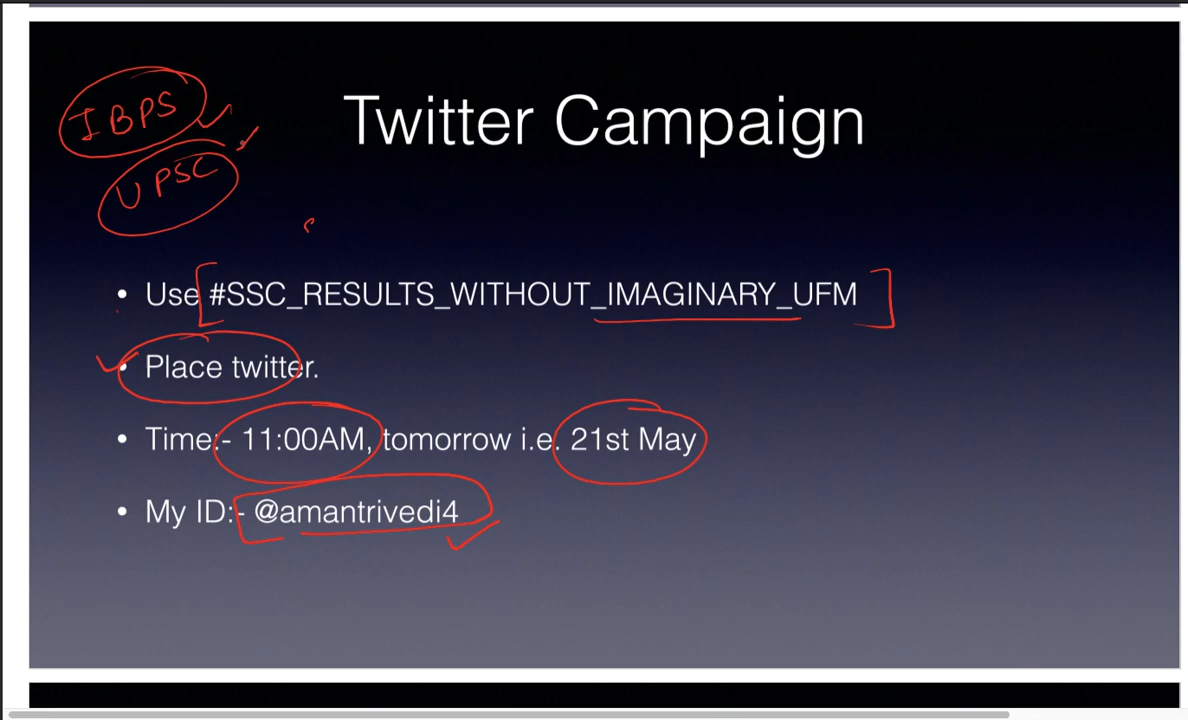 IBPS
UPSC
Twitter Campaign
• Use #SSC_RESULTS_WITHOUT_IMAGINARY_UFM
• Place twitter.
• Time:- 11:00AM, tomorrow i.e. 21st May
• My ID:- @amantrivedi4